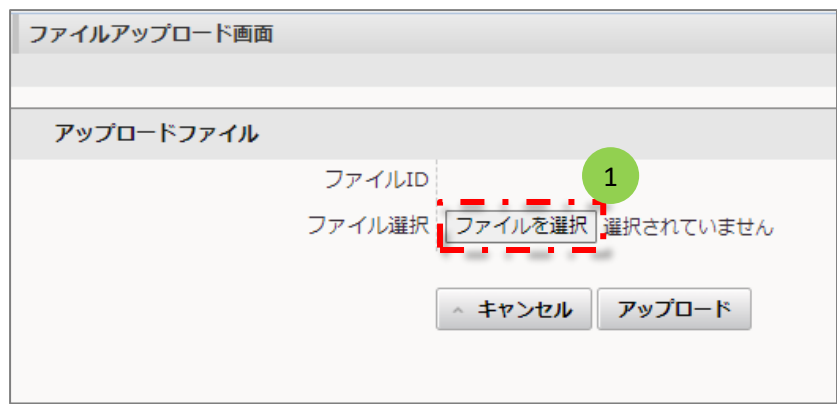 ファイルアップロード画面
アップロードファイル
ファイルID
1
ファイル選択 ファイルを選択 選択されていません
キャンセル アップロード